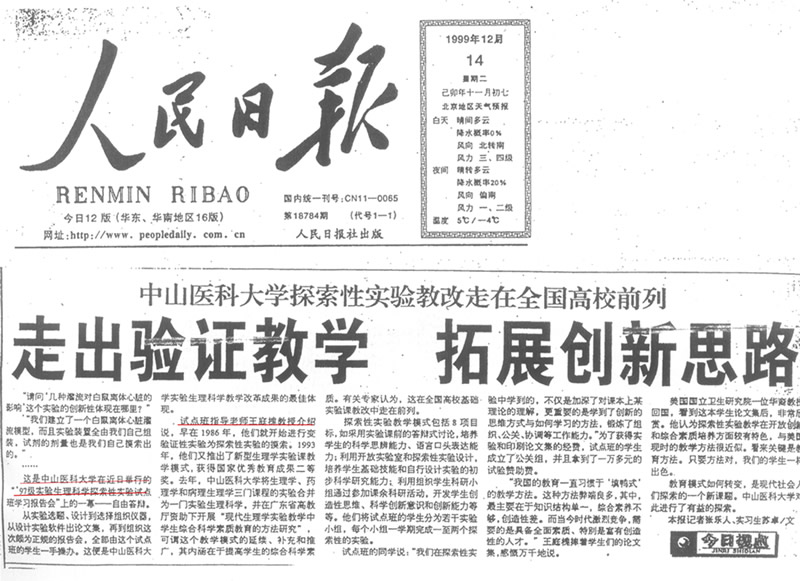 人民日报
RENMIN RIBAO
今日12版（华东、华南地区16版）
网址:http://www.peopledaily.com.cn
国内统一刊号:CN11—0065
第18784期 （代号1—1）
人民日报社出版
1999年12月
14
星期二
己卯年十一月初七
北京地区天气预报
白天 晴间多云
降水概率0%
风向 北转南
风力 三、四级
夜间 晴转多云
降水概率20%
风向 偏南
风力 一、二级
温度 5℃/—4℃
中山医科大学探索性实验教改走在全国高校前列
走出验证教学 拓展创新思路
“请问‘几种灌流对白鼠离体心脏的
影响’这个实验的创新性体现在哪里？”
“我们建立了一个白鼠离体心脏灌
流模型，而且实验装置全由我们自己组
装，试剂的剂量也是我们自己摸索出
的。”
……
这是中山医科大学在近日举行的
“97级实验生理科学探索性实验试点
班学习报告会”上的一幕——自由答辩。
从实验选题、设计到选择组织仪器，
从设计实验软件出论文集，再到组织这
次颇为正规的报告会，全部由这个试点
班的学生一手操办。这便是中山医科大
学实验生理科学教学改革成果的最佳体
现。
试点班指导老师王庭槐教授介绍
说，早在1986年，他们就开始进行变
验证性实验为探索性实验的摸索。1993
年，他们又推出了新型生理学实验课教
学模式，获得国家优秀教育成果二等
奖。去年，中山医科大学将生理学、药
理学和病理生理学三门课程的实验合并
为一门实验生理科学，并在广东省高教
厅资助下开展“现代生理学实验教学中
学生综合科学素质教育的方法研究”，
可谓这个教学模式的延续、补充和推
广，其内涵在于提高学生的综合科学素
质。有关专家认为，这在全国高校基础
实验课教改中走在前列。
探索性实验教学模式包括8项目
标，如采用实验课前的答辩式讨论，培养
学生的科学思辨能力、语言口头表达能
力；利用开放实验室和探索性实验设计，
培养学生基础技能和自行设计实验的初
步科学研究能力；利用组织学生科研小
组通过参加课余科研活动，开发学生创
造性思维、科学创新意识和创新能力等
等。他们将试点班的学生分为若干实验
小组，每个小组一学期完成一至两个探
索性的实验。
试点班的同学说：“我们在探索性实
验中学到的，不仅是加深了对课本上某
理论的理解，更重要的是学到了创新的
思维方式与如何学习的方法，锻炼了组
织、公关、协调等工作能力。”为了获得实
验和印刷论文集的经费，试点班的学生
成立了公关组，并且拿到了一万多元的
试验赞助费。
“我国的教育一直习惯于‘填鸭式’
的教学方法。这种方法弊端良多，其中，
最主要在于知识结构单一，综合素养不
够，创造性差。而当今时代激烈竞争，需
要的是具备全面素质、特别是富有创造
性的人才。”王庭槐捧着学生们的论文
集，感慨万千地说。
美国国立卫生研究院一位华裔教授
回国，看到这本学生论文集后，非常
赏。他认为探索性实验教学在开放创新
和综合素质培养方面较有特色，与美国
现时的教学方法很近似。看来关键是教
育方法。只要方法对，我们的学生一样
出色。
教育模式如何转变，是现代社会人
们探索的一个新课题，中山医科大学对
此进行了有益的探索。
本报记者张乐人、实习生苏卓/文
今日视点
JINRI SHIDIAN